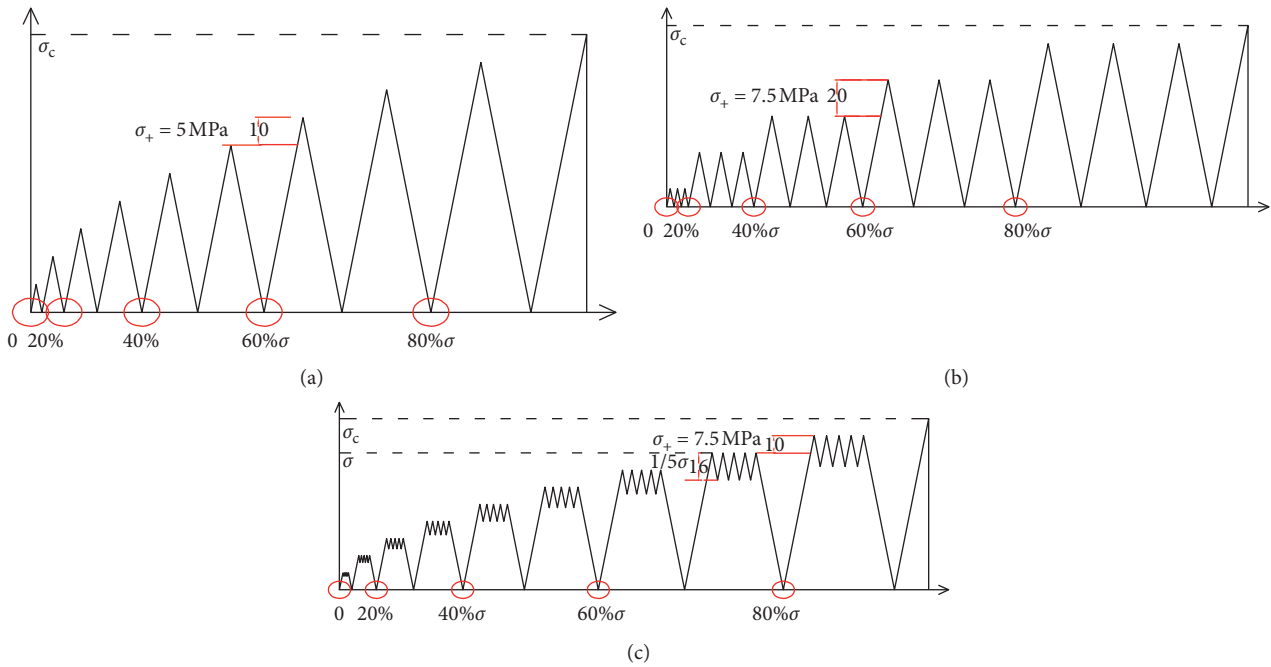 σc
σ+ = 5 MPa 10
0 20% 40% 60%σ 80%σ
(a)
σc
σ+ = 7.5 MPa 20
0 20% 40%σ 60%σ 80%σ
(b)
σc
σ+ = 7.5 MPa 10
σ
1/5σ 16
0 20% 40%σ 60%σ 80%σ
(c)